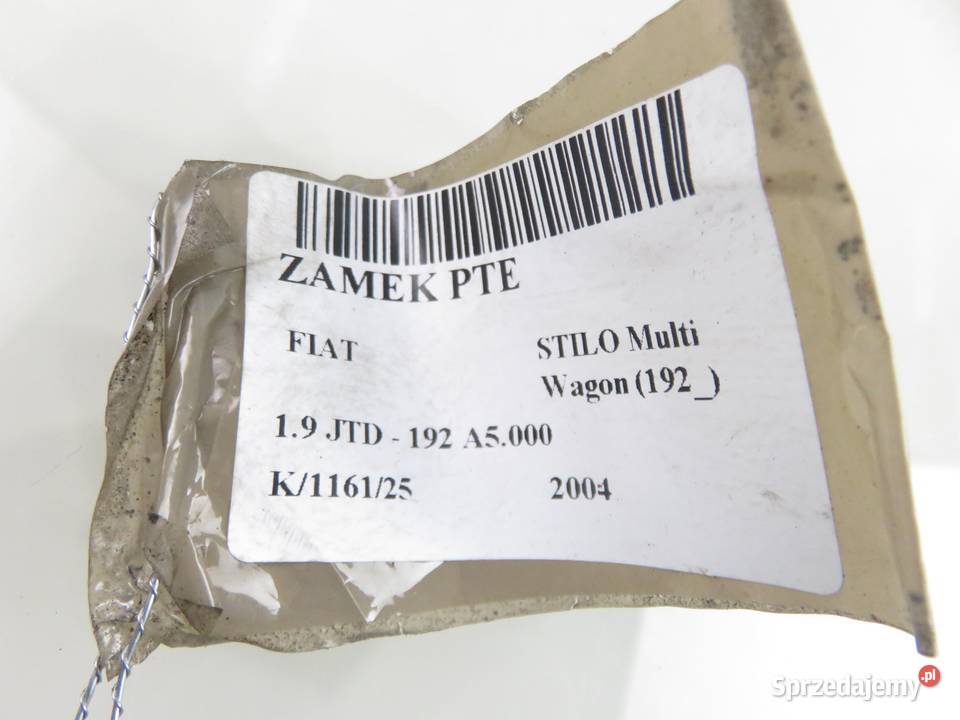 ZAMEK PTE
FIAT
STILO Multi
Wagon (192_)
1.9 JTD - 192 A5.000
K/1161/25
2004
Sprzedajemy.pl